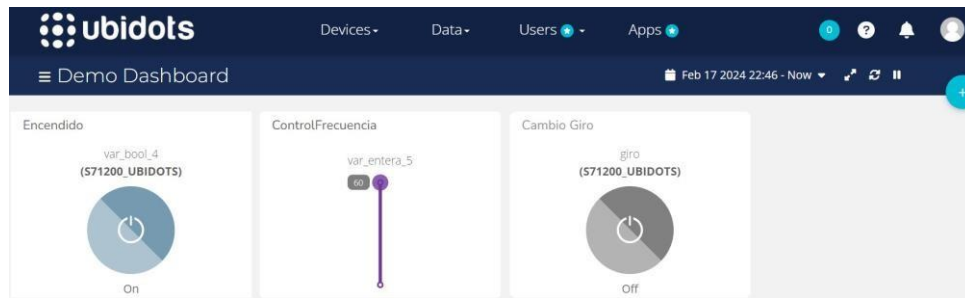 ubidots Devices Data Users Apps 0 ?
Demo Dashboard Feb 17 2024 22:46 - Now
Encendido ControlFrecuencia Cambio Giro
var_bool_4 var_entera_5 giro
(S71200_UBIDOTS) (S71200_UBIDOTS)
60
On Off